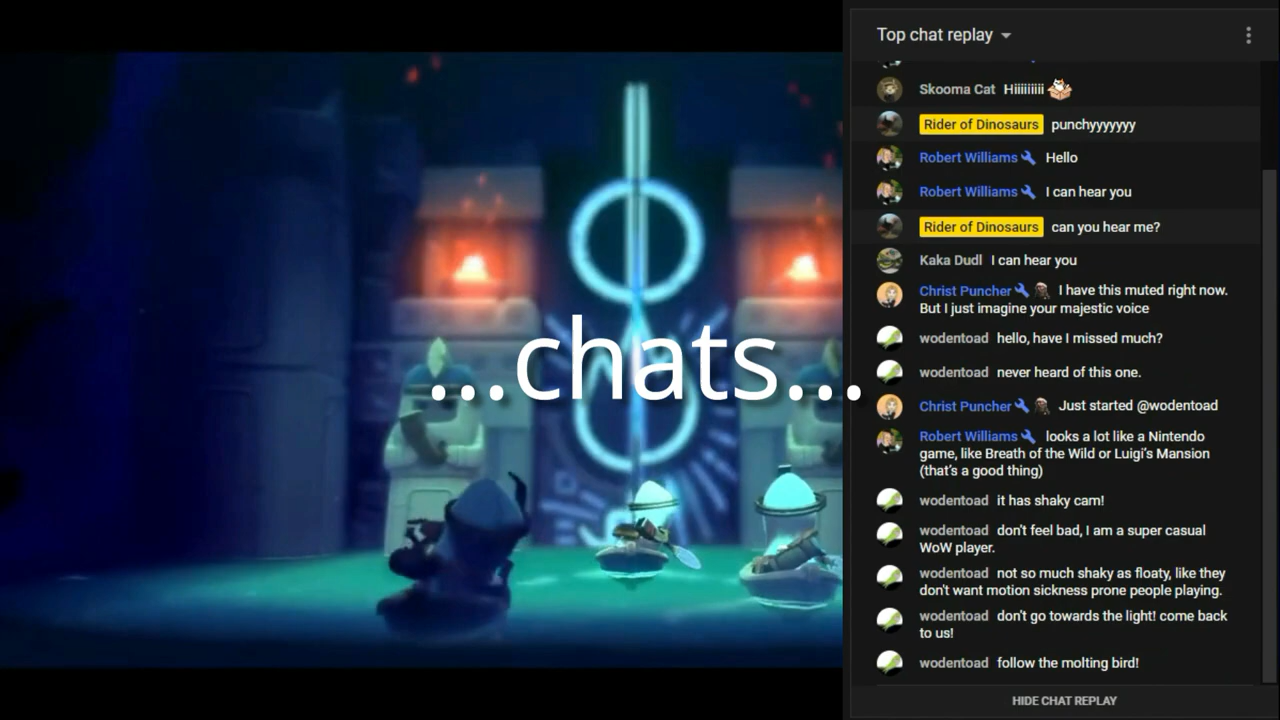 Top chat replay
Skooma Cat Hiiiiiiiii
Rider of Dinosaurs punchyyyyyy
Robert Williams Hello
Robert Williams I can hear you
Rider of Dinosaurs can you hear me?
Kaka Dudl I can hear you
Christ Puncher I have this muted right now.
But I just imagine your majestic voice
wodentoad hello, have I missed much?
wodentoad never heard of this one.
...chats...
Christ Puncher Just started @wodentoad
Robert Williams looks a lot like a Nintendo
game, like Breath of the Wild or Luigi's Mansion
(that's a good thing)
wodentoad it has shaky cam!
wodentoad don't feel bad, I am a super casual
WoW player.
wodentoad not so much shaky as floaty, like they
don't want motion sickness prone people playing.
wodentoad don't go towards the light! come back
to us!
wodentoad follow the molting bird!
HIDE CHAT REPLAY